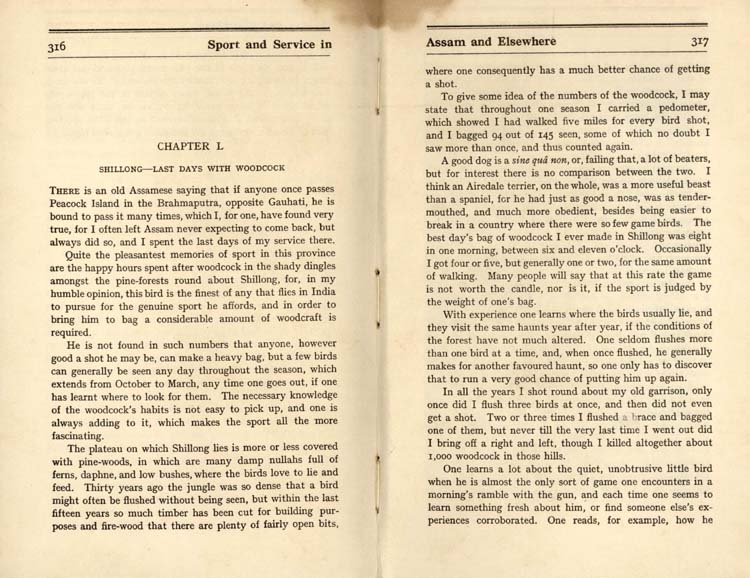 316 Sport and Service in
CHAPTER L
SHILLONG—LAST DAYS WITH WOODCOCK
THERE is an old Assamese saying that if anyone once passes
Peacock Island in the Brahmaputra, opposite Gauhati, he is
bound to pass it many times, which I, for one, have found very
true, for I often left Assam never expecting to come back, but
always did so, and I spent the last days of my service there.
Quite the pleasantest memories of sport in this province
are the happy hours spent after woodcock in the shady dingles
amongst the pine-forests round about Shillong, for, in my
humble opinion, this bird is the finest of any that flies in India
to pursue for the genuine sport he affords, and in order to
bring him to bag a considerable amount of woodcraft is
required.
He is not found in such numbers that anyone, however
good a shot he may be, can make a heavy bag, but a few birds
can generally be seen any day throughout the season, which
extends from October to March, any time one goes out, if one
has learnt where to look for them. The necessary knowledge
of the woodcock's habits is not easy to pick up, and one is
always adding to it, which makes the sport all the more
fascinating.
The plateau on which Shillong lies is more or less covered
with pine-woods, in which are many damp nullahs full of
ferns, daphne, and low bushes, where the birds love to lie and
feed. Thirty years ago the jungle was so dense that a bird
might often be flushed without being seen, but within the last
fifteen years so much timber has been cut for building pur-
poses and fire-wood that there are plenty of fairly open bits,
Assam and Elsewhere 317
where one consequently has a much better chance of getting
a shot.
To give some idea of the numbers of the woodcock, I may
state that throughout one season I carried a pedometer,
which showed I had walked five miles for every bird shot,
and I bagged 94 out of 145 seen, some of which no doubt I
saw more than once, and thus counted again.
A good dog is a sine quâ non, or, failing that, a lot of beaters,
but for interest there is no comparison between the two. I
think an Airedale terrier, on the whole, was a more useful beast
than a spaniel, for he had just as good a nose, was as tender-
mouthed, and much more obedient, besides being easier to
break in a country where there were so few game birds. The
best day's bag of woodcock I ever made in Shillong was eight
in one morning, between six and eleven o'clock. Occasionally
I got four or five, but generally one or two, for the same amount
of walking. Many people will say that at this rate the game
is not worth the candle, nor is it, if the sport is judged by
the weight of one's bag.
With experience one learns where the birds usually lie, and
they visit the same haunts year after year, if the conditions of
the forest have not much altered. One seldom flushes more
than one bird at a time, and, when once flushed, he generally
makes for another favoured haunt, so one only has to discover
that to run a very good chance of putting him up again.
In all the years I shot round about my old garrison, only
once did I flush three birds at once, and then did not even
get a shot. Two or three times I flushed a brace and bagged
one of them, but never till the very last time I went out did
I bring off a right and left, though I killed altogether about
1,000 woodcock in those hills.
One learns a lot about the quiet, unobtrusive little bird
when he is almost the only sort of game one encounters in a
morning's ramble with the gun, and each time one seems to
learn something fresh about him, or find someone else's ex-
periences corroborated. One reads, for example, how he